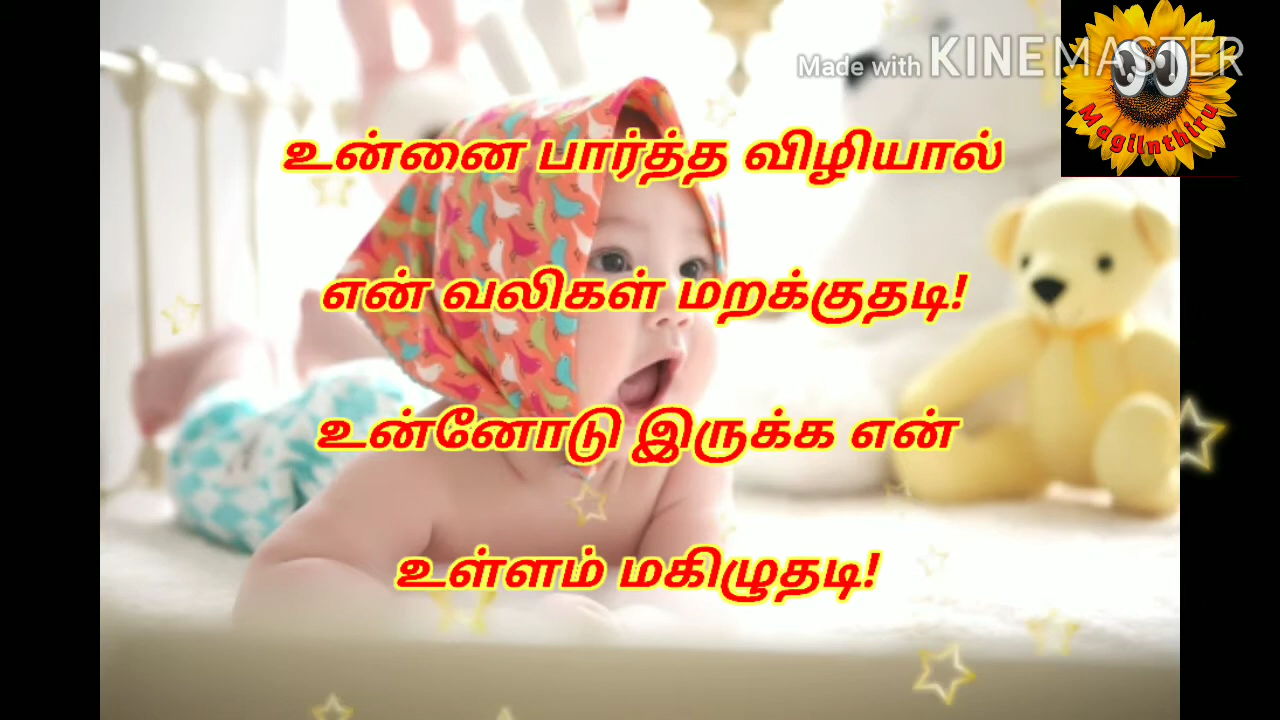 Made with KINEMASTER
Magilnthiru
உன்னை பார்த்த விழியால்
என் வலிகள் மறக்குதடி!
உன்னோடு இருக்க என்
உள்ளம் மகிழுதடி!